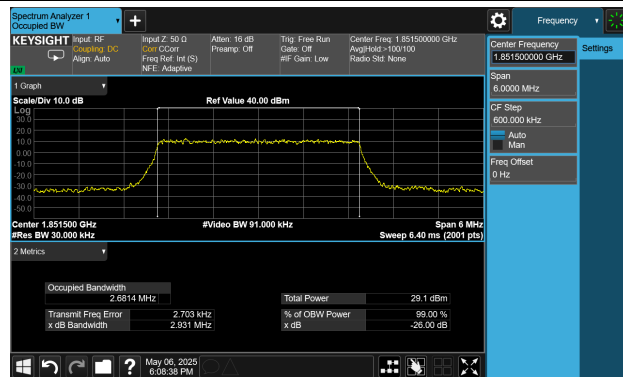 Spectrum Analyzer 1
Occupied BW
Frequency
KEYSIGHT
Input: RF
Coupling: DC
Align: Auto
Input Z: 50 Ω
Corr CCorr
Freq Ref: Int (S)
NFE: Adaptive
Atten: 16 dB
Preamp: Off
Trig: Free Run
Gate: Off
#IF Gain: Low
Center Freq: 1.851500000 GHz
Avg|Hold:>100/100
Radio Std: None
Center Frequency
1.851500000 GHz
Settings
Span
6.0000 MHz
CF Step
600.000 kHz
Auto
Man
Freq Offset
0 Hz
1 Graph
Scale/Div 10.0 dB
Ref Value 40.00 dBm
Log
30.0
20.0
10.0
0.00
-10.0
-20.0
-30.0
-40.0
-50.0
Center 1.851500 GHz
#Video BW 91.000 kHz
Span 6 MHz
#Res BW 30.000 kHz
Sweep 6.40 ms (2001 pts)
2 Metrics
Occupied Bandwidth
2.6814 MHz
Total Power 29.1 dBm
Transmit Freq Error 2.703 kHz
% of OBW Power 99.00 %
x dB Bandwidth 2.931 MHz
x dB -26.00 dB
?
May 06, 2025
6:08:38 PM